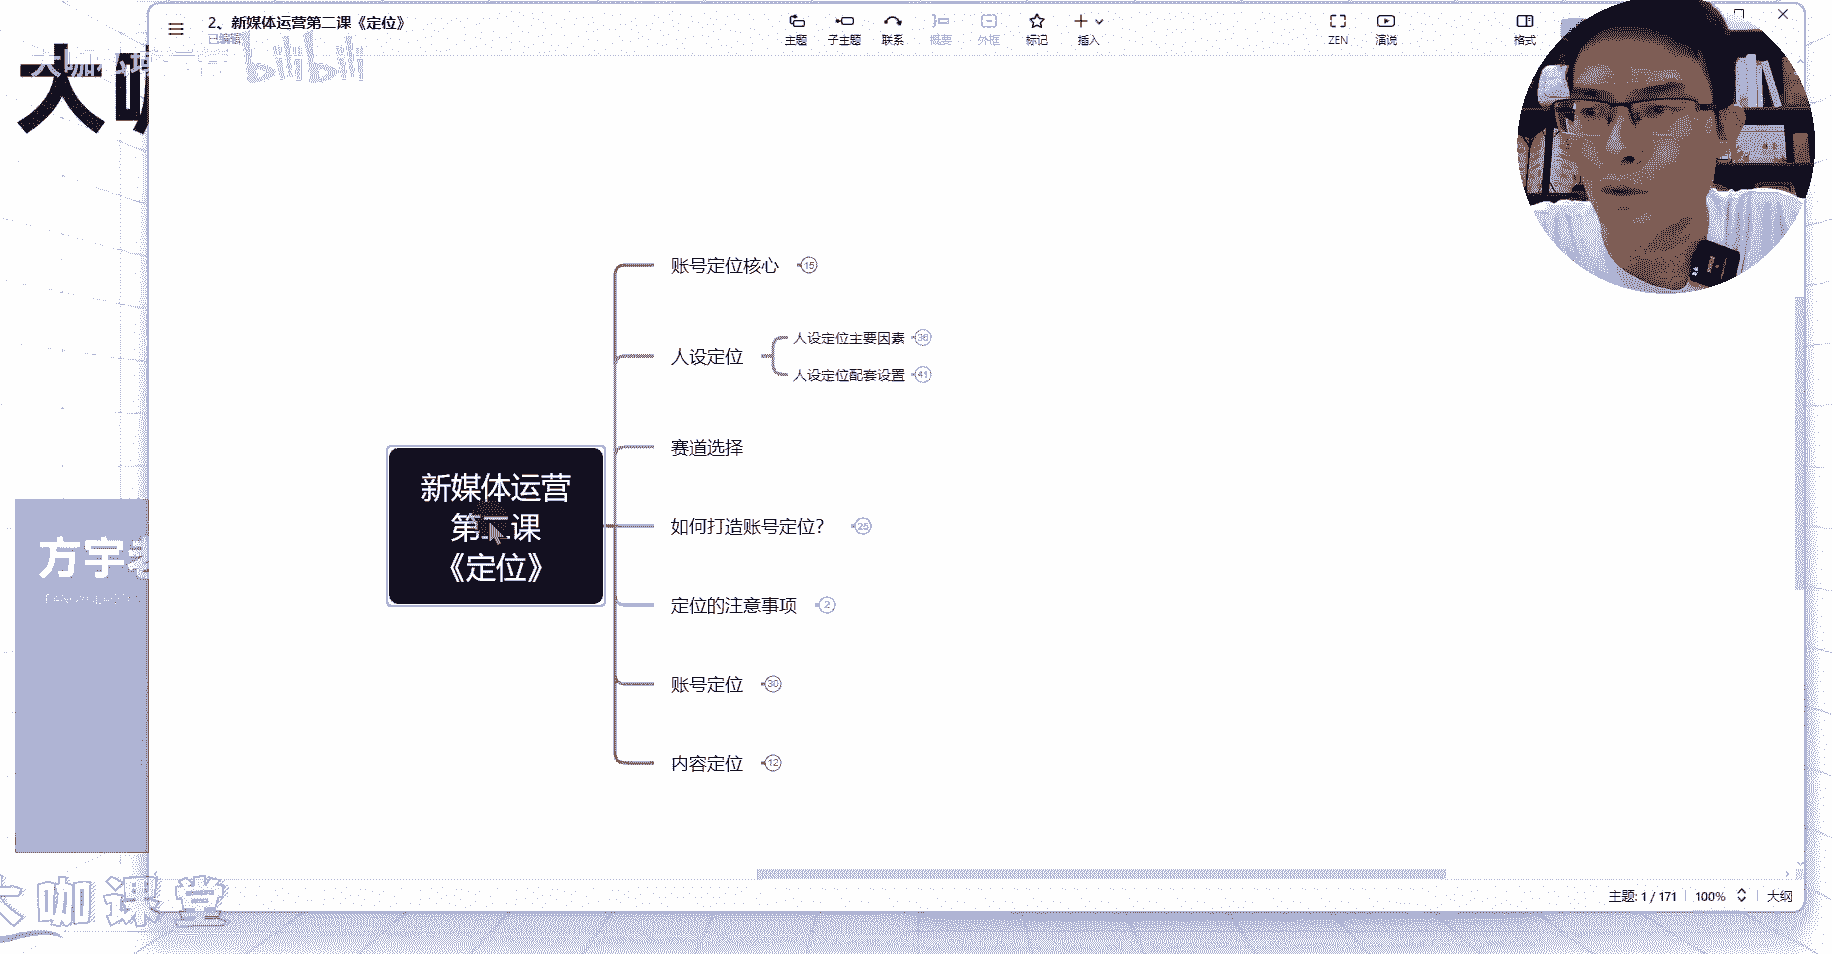 2、新媒体运营第二课《定位》
已编辑
主题
子主题
联系
概要
外框
标记
插入
ZEN
演说
格式
bilibili
大咖
账号定位核心 15
人设定位
人设定位主要因素 36
人设定位配套设置 41
赛道选择
新媒体运营
第二课
《定位》
如何打造账号定位? 25
定位的注意事项 2
账号定位 30
内容定位 12
方宇老
大咖课堂
主题: 1 / 171
100%
大纲